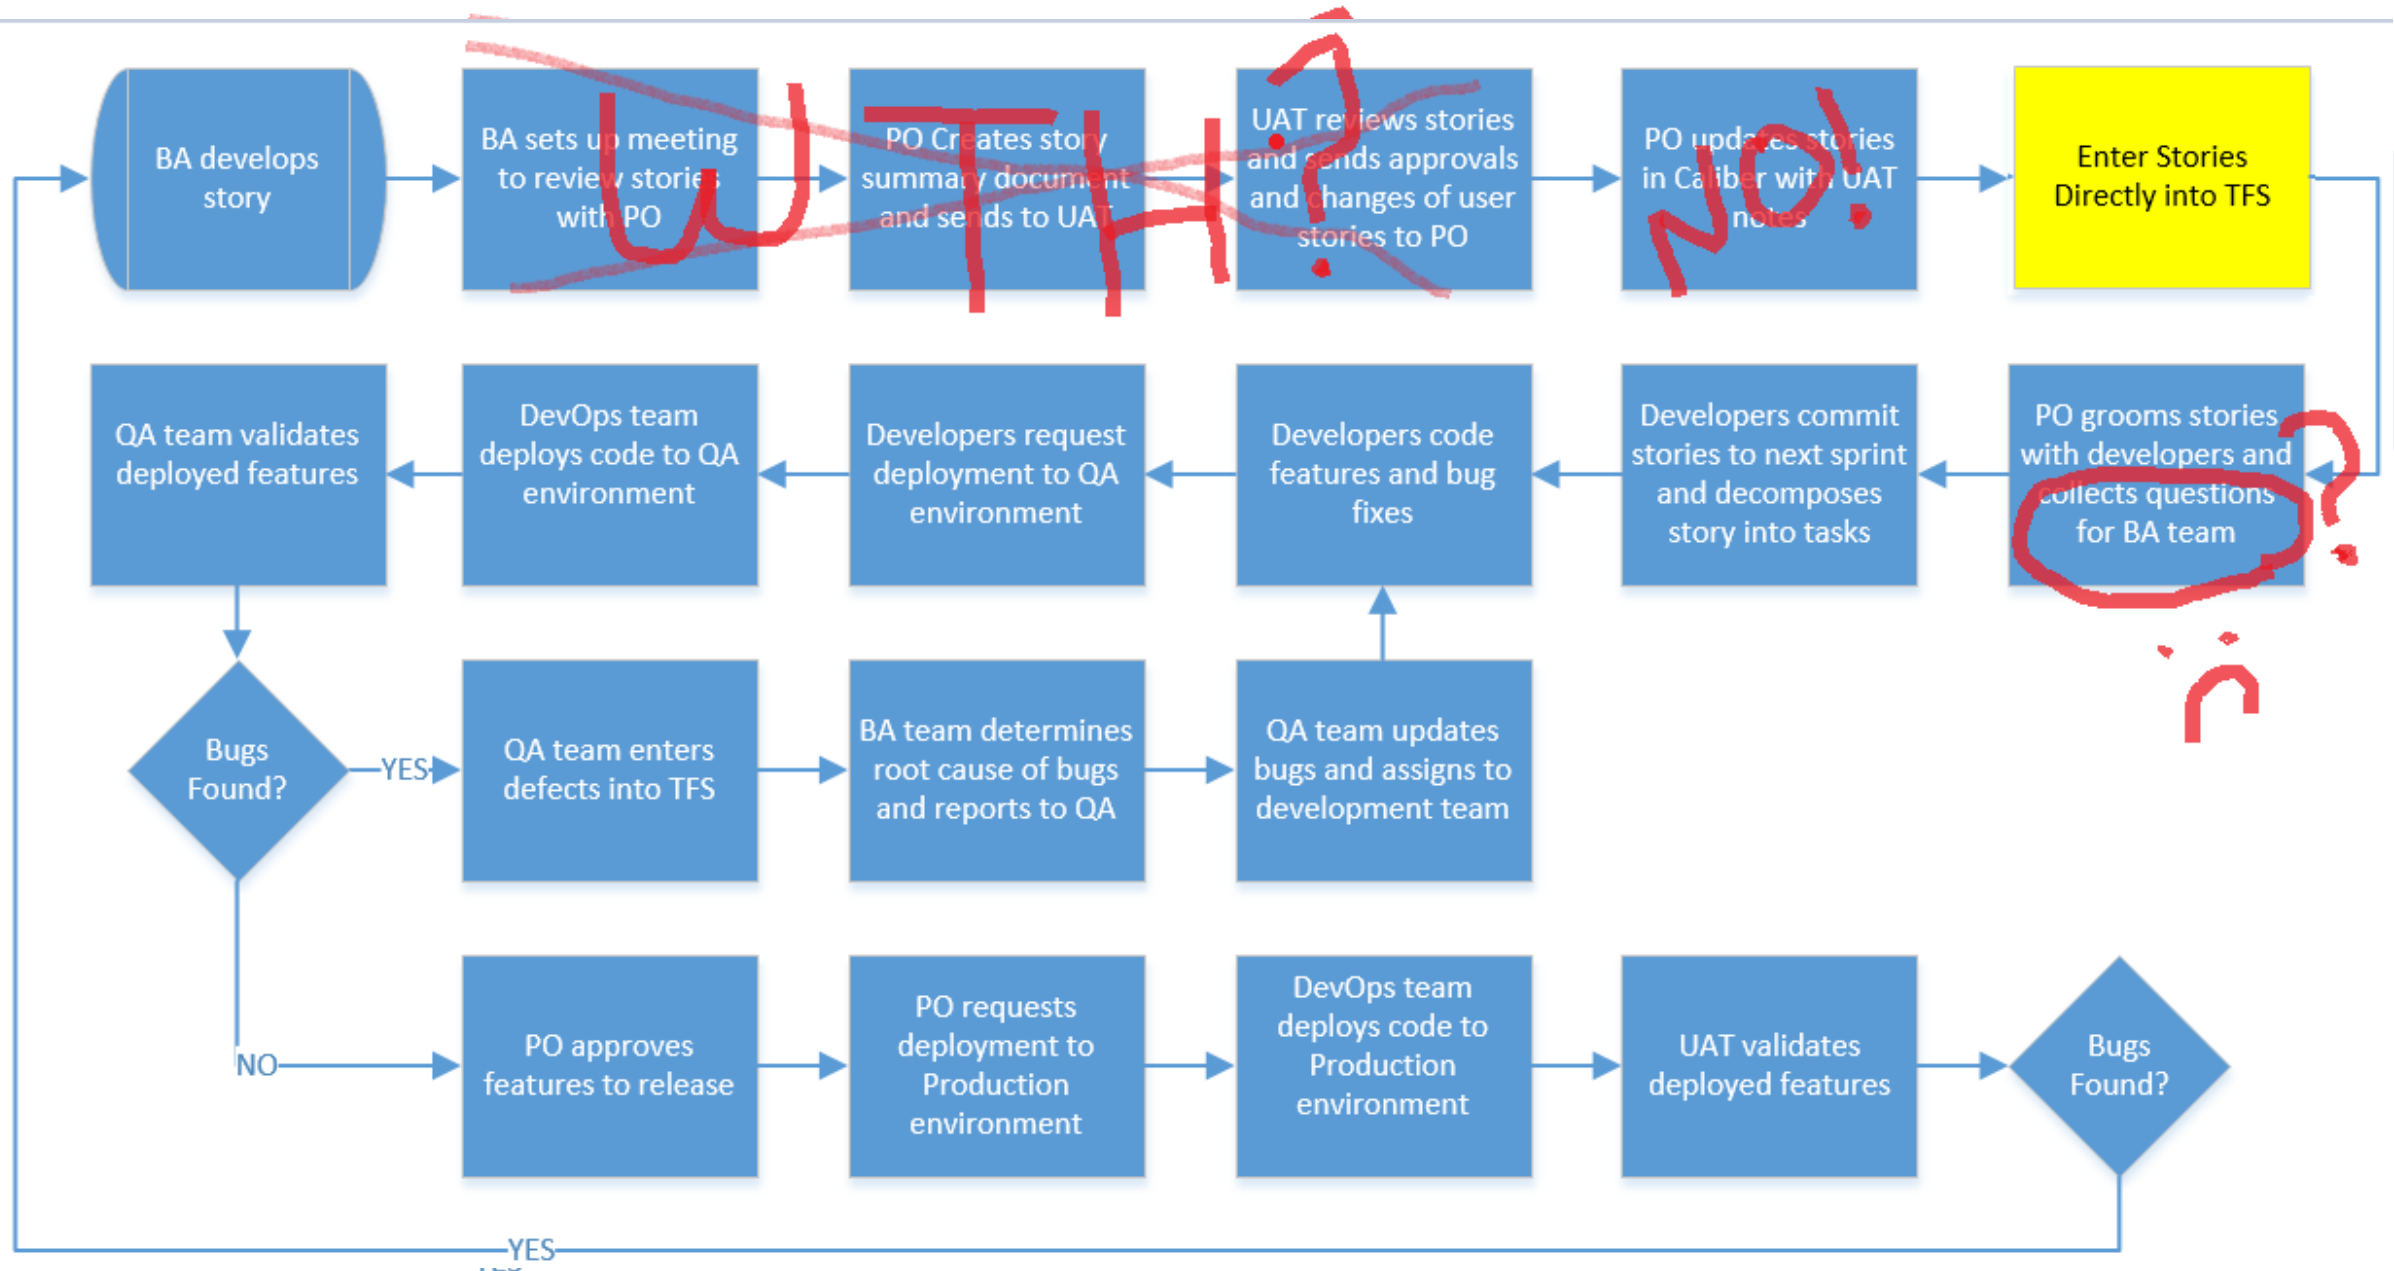 BA develops
story
BA sets up meeting
to review stories
with PO
PO Creates story
summary document
and sends to UAT
UAT reviews stories
and sends approvals
and changes of user
stories to PO
PO updates stories
in Caliber with UAT
notes
Enter Stories
Directly into TFS
WTH?
?
NO!
QA team validates
deployed features
DevOps team
deploys code to QA
environment
Developers request
deployment to QA
environment
Developers code
features and bug
fixes
Developers commit
stories to next sprint
and decomposes
story into tasks
PO grooms stories
with developers and
collects questions
for BA team
?
Bugs
Found?
YES
QA team enters
defects into TFS
BA team determines
root cause of bugs
and reports to QA
QA team updates
bugs and assigns to
development team
NO
PO approves
features to release
PO requests
deployment to
Production
environment
DevOps team
deploys code to
Production
environment
UAT validates
deployed features
Bugs
Found?
YES
YES